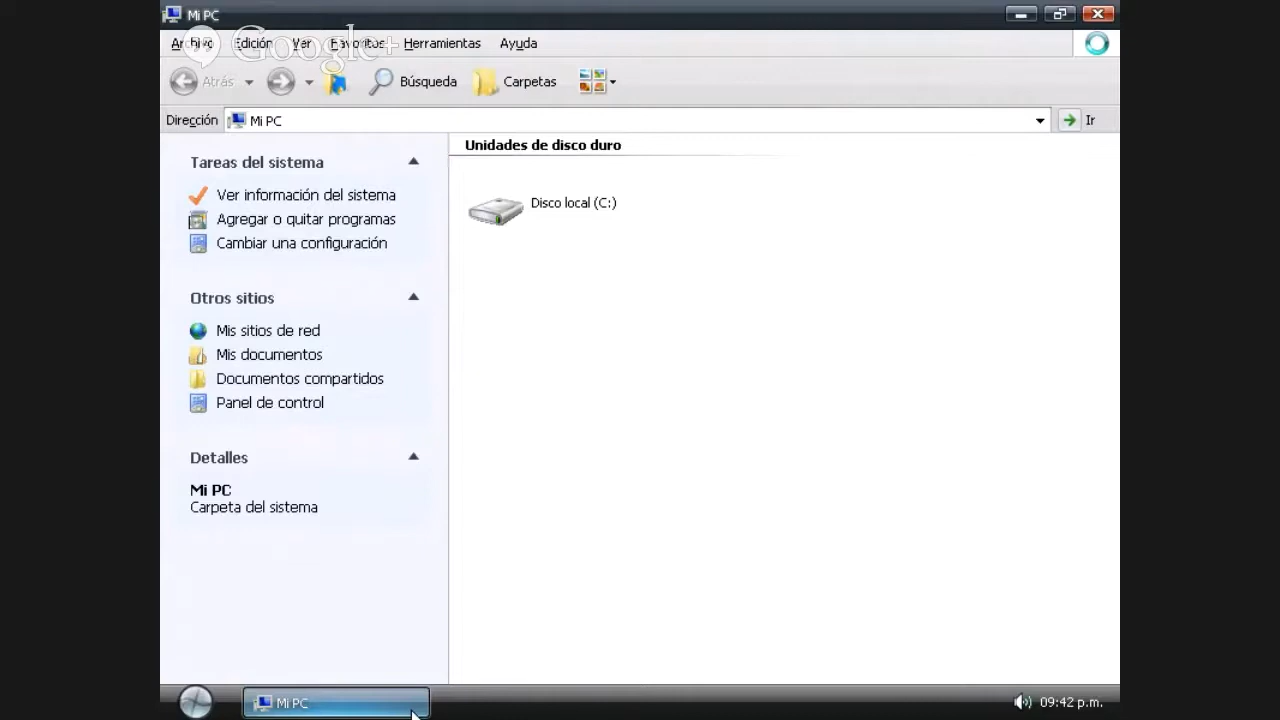 Mi PC
Google+
Archivo Edición Ver Favoritos Herramientas Ayuda
Atrás Búsqueda Carpetas
Dirección Mi PC Ir
Tareas del sistema
Ver información del sistema
Agregar o quitar programas
Cambiar una configuración
Otros sitios
Mis sitios de red
Mis documentos
Documentos compartidos
Panel de control
Detalles
Mi PC
Carpeta del sistema
Unidades de disco duro
Disco local (C:)
Mi PC
09:42 p.m.